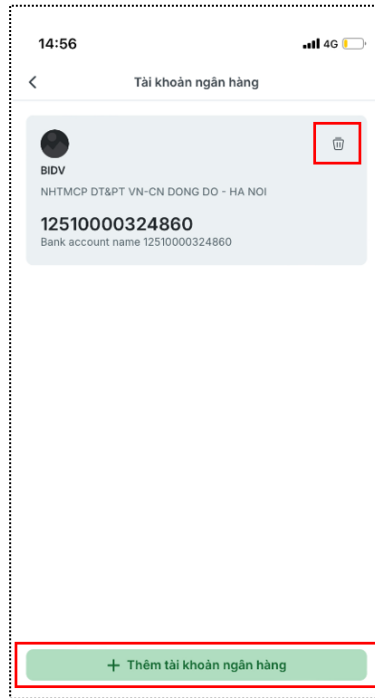 14:56
4G
Tài khoản ngân hàng
BIDV
NHTMCP DT&PT VN-CN DONG DO - HA NOI
12510000324860
Bank account name 12510000324860
+ Thêm tài khoản ngân hàng